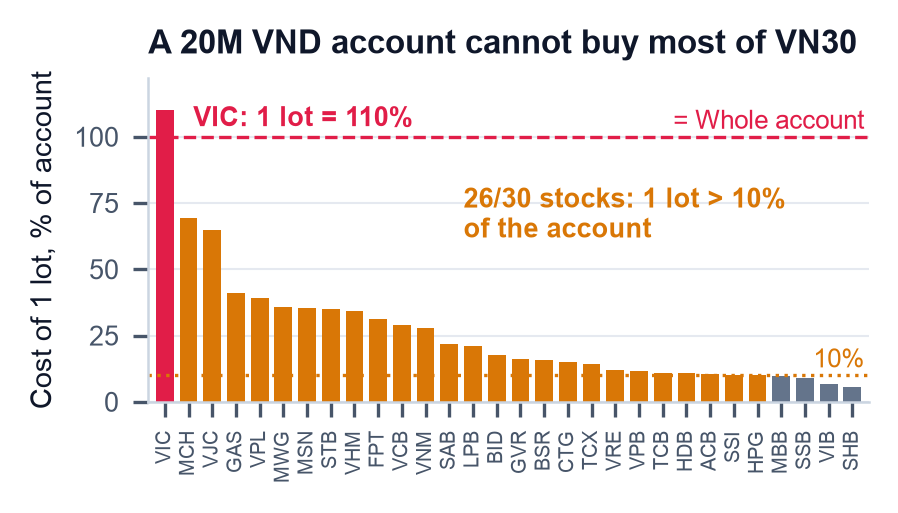 A 20M VND account cannot buy most of VN30
Cost of 1 lot, % of account
VIC: 1 lot = 110%
= Whole account
100
26/30 stocks: 1 lot > 10%
of the account
75
50
25
10%
0
VIC
MCH
VJC
GAS
VPL
MWG
MSN
STB
VHM
FPT
VCB
VNM
SAB
LPB
BID
GVR
BSR
CTG
TCX
VRE
VPB
TCB
HDB
ACB
SSI
HPG
MBB
SSB
VIB
SHB